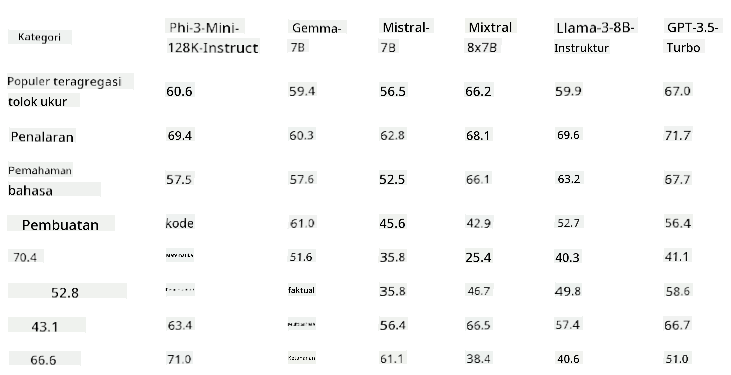 Kategori Phi-3-Mini- Gemma- Mistral- Mixtral Llama-3-8B- GPT-3.5-
128K-Instruct 7B 7B 8x7B Instruktur Turbo
Populer teragregasi
tolok ukur 60.6 59.4 56.5 66.2 59.9 67.0
Penalaran 69.4 60.3 62.8 68.1 69.6 71.7
Pemahaman
bahasa 57.5 57.6 52.5 66.1 63.2 67.7
Pembuatan kode 61.0 45.6 42.9 52.7 56.4
70.4 51.6 35.8 25.4 40.3 41.1
52.8 faktual 35.8 46.7 49.8 58.6
43.1 63.4 56.4 66.5 57.4 66.7
66.6 71.0 61.1 38.4 40.6 51.0